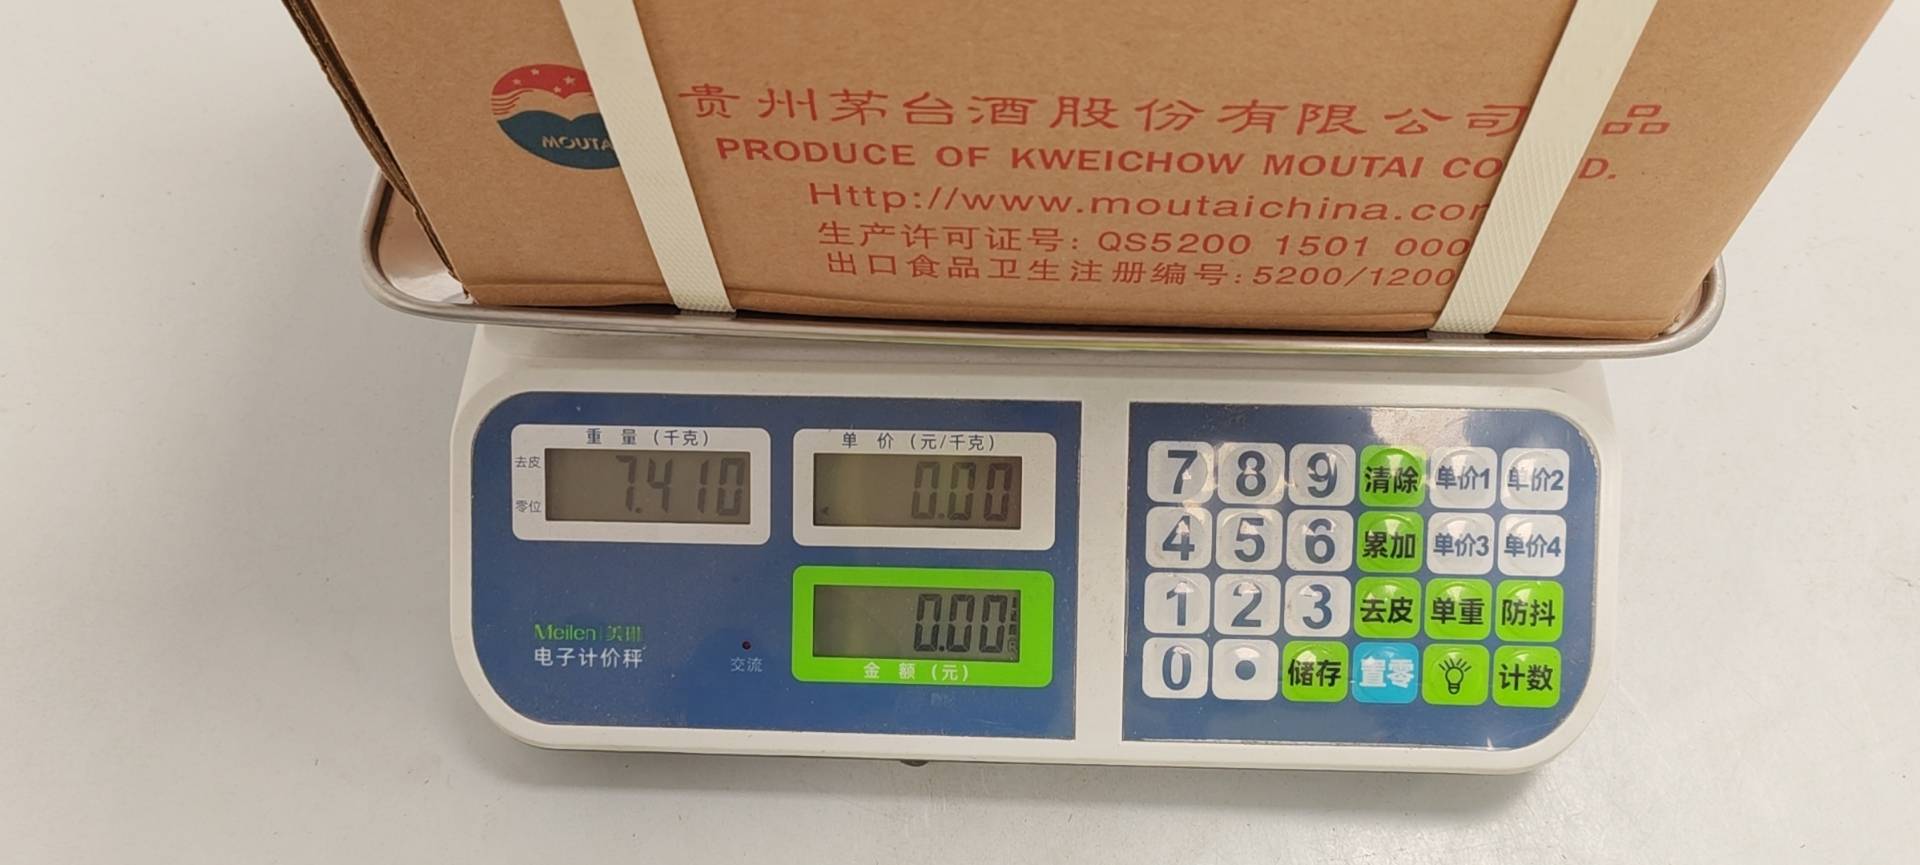 MOUTA
贵州茅台酒股份有限公司 品
PRODUCE OF KWEICHOW MOUTAI CO D.
Http://www.moutaichina.com
生产许可证号: QS5200 1501 000
出口食品卫生注册编号:5200/1200
重量(千克)
去皮
零位
7.410
单价(元/千克)
0.00
0.00
金额(元)
Meilen 美琳
电子计价秤
交流
7 8 9 清除 单价1 单价2
4 5 6 累加 单价3 单价4
1 2 3 去皮 单重 防抖
0 • 储存 置零 计数